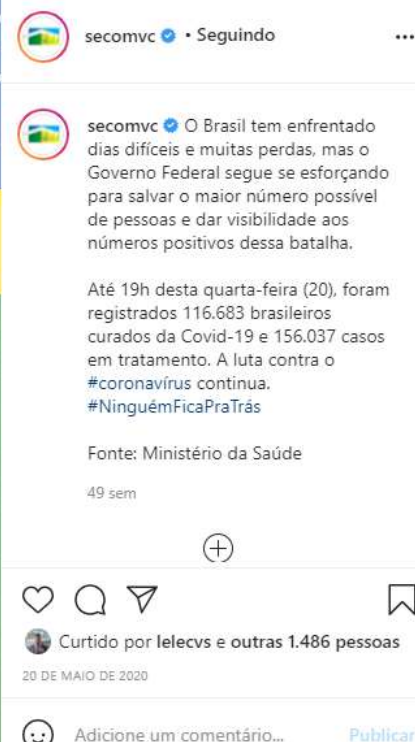 secomvc • Seguindo
secomvc O Brasil tem enfrentado
dias difíceis e muitas perdas, mas o
Governo Federal segue se esforçando
para salvar o maior número possível
de pessoas e dar visibilidade aos
números positivos dessa batalha.
Até 19h desta quarta-feira (20), foram
registrados 116.683 brasileiros
curados da Covid-19 e 156.037 casos
em tratamento. A luta contra o
#coronavírus continua.
#NinguémFicaPraTrás
Fonte: Ministério da Saúde
49 sem
Curtido por lelecvs e outras 1.486 pessoas
20 DE MAIO DE 2020
Adicione um comentário...
Publicar